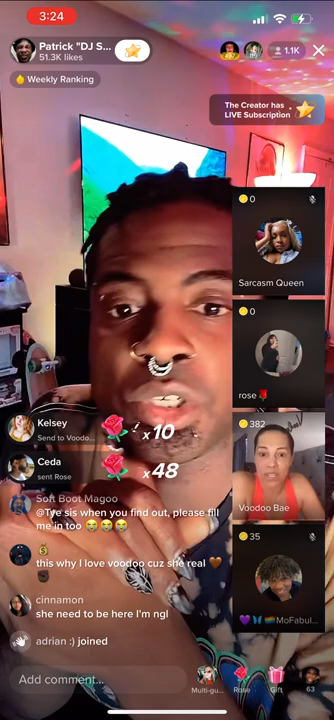 3:24
Patrick "DJ S...
51.3K likes
1.1K
Weekly Ranking
The Creator has
LIVE Subscription
0
Sarcasm Queen
0
rose🌹
382
Voodoo Bae
35
💜🦋🏳️‍🌈MoFabul...
Kelsey
Send to Voodo...
x10
Ceda
sent Rose
x48
Soft Boot Magoo
@Tye sis when you find out, please fill
me in too 😭😭😭
💰
this why I love voodoo cuz she real 🤎
cinnamon
she need to be here I'm ngl
adrian :) joined
Add comment...
Multi-gu...
Rose
Gift
63